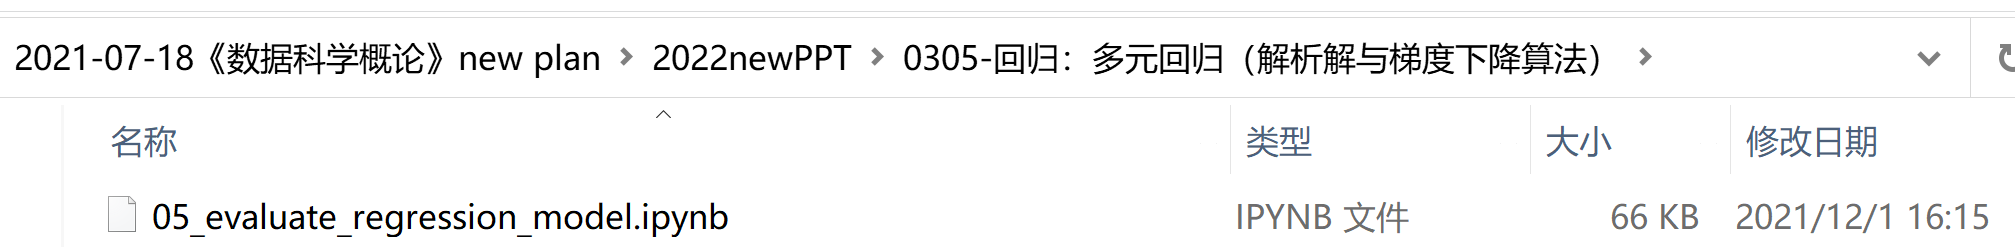 2021-07-18《数据科学概论》new plan > 2022newPPT > 0305-回归：多元回归（解析解与梯度下降算法） >
名称 类型 大小 修改日期
05_evaluate_regression_model.ipynb IPYNB 文件 66 KB 2021/12/1 16:15